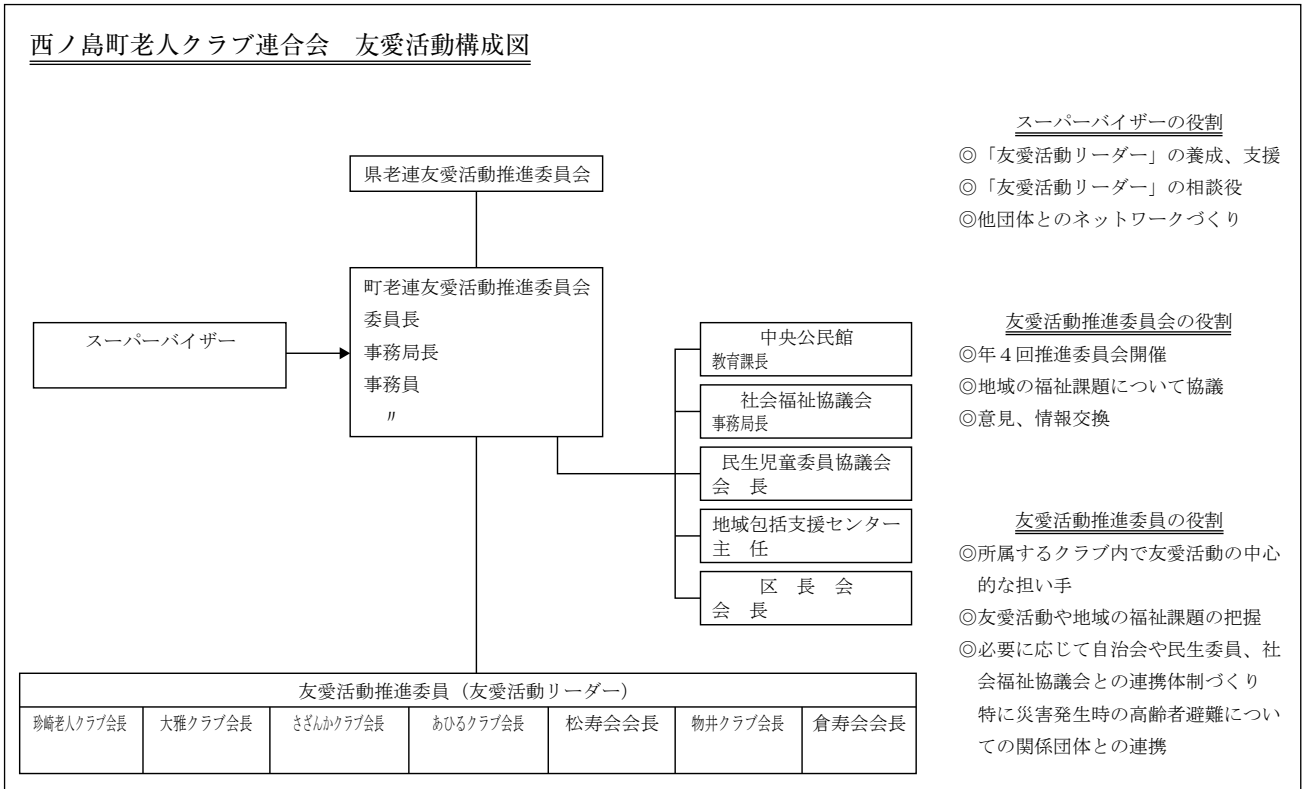 西ノ島町老人クラブ連合会　友愛活動構成図
県老連友愛活動推進委員会
町老連友愛活動推進委員会
委員長
事務局長
事務員
〃
スーパーバイザー
中央公民館
教育課長
社会福祉協議会
事務局長
民生児童委員協議会
会　長
地域包括支援センター
主　任
区　長　会
会　長
友愛活動推進委員（友愛活動リーダー）
珍崎老人クラブ会長
大雅クラブ会長
さざんかクラブ会長
あひるクラブ会長
松寿会会長
物井クラブ会長
倉寿会会長
スーパーバイザーの役割
◎「友愛活動リーダー」の養成、支援
◎「友愛活動リーダー」の相談役
◎他団体とのネットワークづくり
友愛活動推進委員会の役割
◎年４回推進委員会開催
◎地域の福祉課題について協議
◎意見、情報交換
友愛活動推進委員の役割
◎所属するクラブ内で友愛活動の中心
的な担い手
◎友愛活動や地域の福祉課題の把握
◎必要に応じて自治会や民生委員、社
会福祉協議会との連携体制づくり
特に災害発生時の高齢者避難につい
ての関係団体との連携